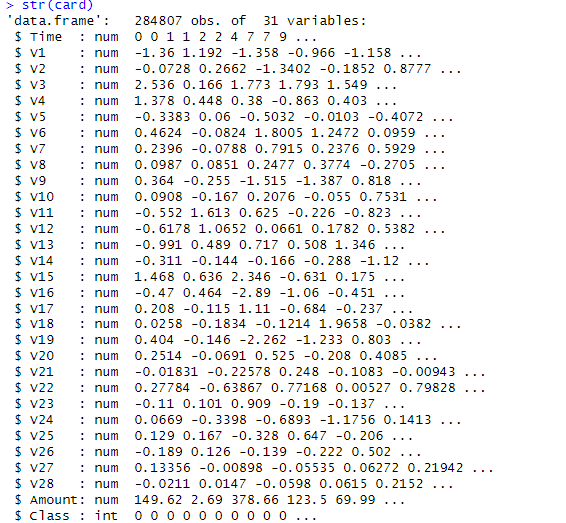 > str(card)
'data.frame':   284807 obs. of  31 variables:
 $ Time  : num  0 0 1 1 2 2 4 7 7 9 ...
 $ V1    : num  -1.36 1.192 -1.358 -0.966 -1.158 ...
 $ V2    : num  -0.0728 0.2662 -1.3402 -0.1852 0.8777 ...
 $ V3    : num  2.536 0.166 1.773 1.793 1.549 ...
 $ V4    : num  1.378 0.448 0.38 -0.863 0.403 ...
 $ V5    : num  -0.3383 0.06 -0.5032 -0.0103 -0.4072 ...
 $ V6    : num  0.4624 -0.0824 1.8005 1.2472 0.0959 ...
 $ V7    : num  0.2396 -0.0788 0.7915 0.2376 0.5929 ...
 $ V8    : num  0.0987 0.0851 0.2477 0.3774 -0.2705 ...
 $ V9    : num  0.364 -0.255 -1.515 -1.387 0.818 ...
 $ V10   : num  0.0908 -0.167 0.2076 -0.055 0.7531 ...
 $ V11   : num  -0.552 1.613 0.625 -0.226 -0.823 ...
 $ V12   : num  -0.6178 1.0652 0.0661 0.1782 0.5382 ...
 $ V13   : num  -0.991 0.489 0.717 0.508 1.346 ...
 $ V14   : num  -0.311 -0.144 -0.166 -0.288 -1.12 ...
 $ V15   : num  1.468 0.636 2.346 -0.631 0.175 ...
 $ V16   : num  -0.47 0.464 -2.89 -1.06 -0.451 ...
 $ V17   : num  0.208 -0.115 1.11 -0.684 -0.237 ...
 $ V18   : num  0.0258 -0.1834 -0.1214 1.9658 -0.0382 ...
 $ V19   : num  0.404 -0.146 -2.262 -1.233 0.803 ...
 $ V20   : num  0.2514 -0.0691 0.525 -0.208 0.4085 ...
 $ V21   : num  -0.01831 -0.22578 0.248 -0.1083 -0.00943 ...
 $ V22   : num  0.27784 -0.63867 0.77168 0.00527 0.79828 ...
 $ V23   : num  -0.11 0.101 0.909 -0.19 -0.137 ...
 $ V24   : num  0.0669 -0.3398 -0.6893 -1.1756 0.1413 ...
 $ V25   : num  0.129 0.167 -0.328 0.647 -0.206 ...
 $ V26   : num  -0.189 0.126 -0.139 -0.222 0.502 ...
 $ V27   : num  0.13356 -0.00898 -0.05535 0.06272 0.21942 ...
 $ V28   : num  -0.0211 0.0147 -0.0598 0.0615 0.2152 ...
 $ Amount: num  149.62 2.69 378.66 123.5 69.99 ...
 $ Class : int  0 0 0 0 0 0 0 0 0 0 ...